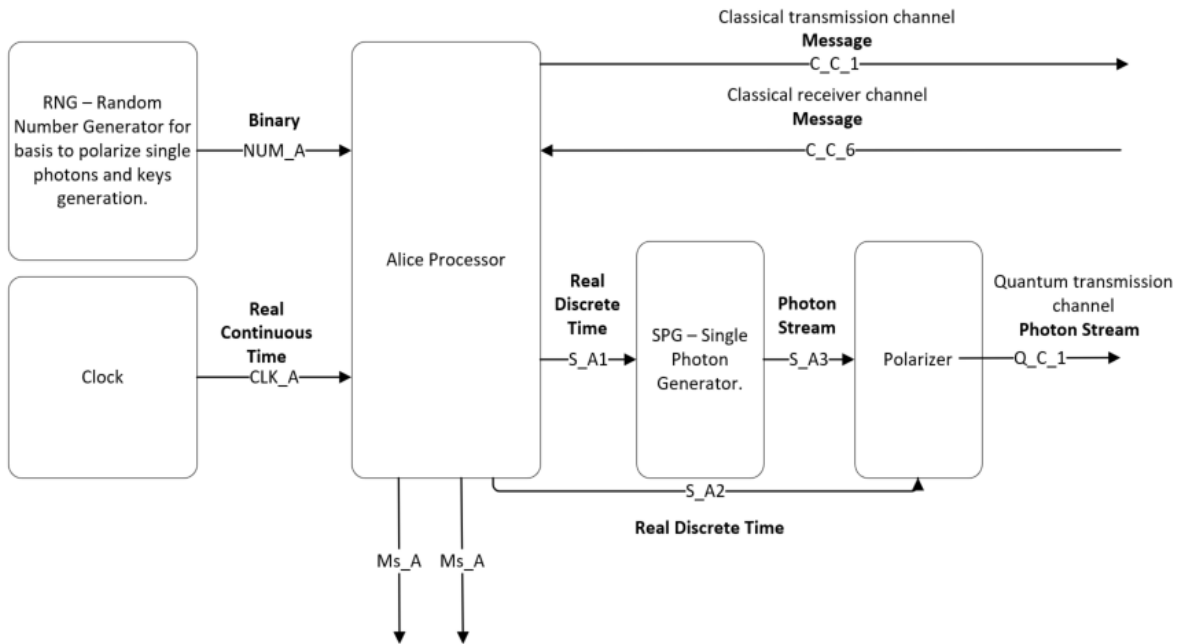 Classical transmission channel
Message
C_C_1
Classical receiver channel
Message
C_C_6
RNG – Random
Number Generator for
basis to polarize single
photons and keys
generation.
Binary
NUM_A
Alice Processor
Clock
Real
Continuous
Time
CLK_A
Real
Discrete
Time
S_A1
SPG – Single
Photon
Generator.
Photon
Stream
S_A3
Polarizer
Quantum transmission
channel
Photon Stream
Q_C_1
S_A2
Real Discrete Time
Ms_A
Ms_A